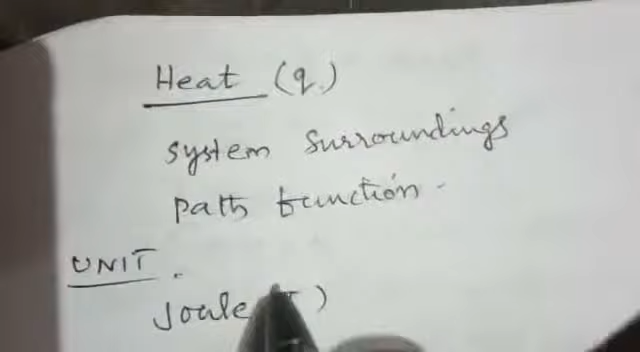 Heat (q)
system surroundings
path function.
UNIT.
Joule